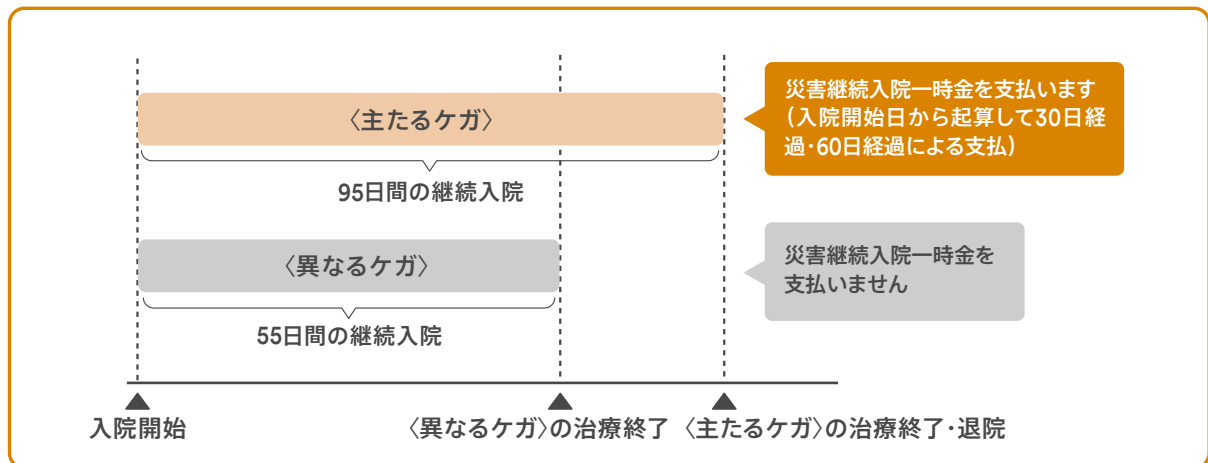 〈主たるケガ〉
95日間の継続入院
災害継続入院一時金を支払います
(入院開始日から起算して30日経
過・60日経過による支払)
〈異なるケガ〉
55日間の継続入院
災害継続入院一時金を
支払いません
入院開始
〈異なるケガ〉の治療終了
〈主たるケガ〉の治療終了・退院